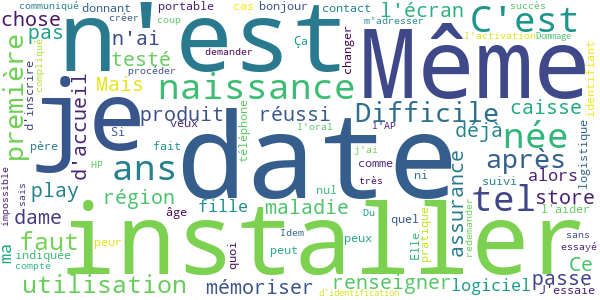 communiqué donnant portable cas bonjour contact l'écran succès
chose créer n'est coup m'adresser C'est
pas n'ai Ça changer Même l'activation Dommage
première d'inscrire compliqué testé demander identifiant
Mais procéder naissance
d'accueil je produit réussi Difficile caisse
Si veux téléphone date l'oral l'AP déjà née logistique
père ans fait j'ai comme après
HP très ni suivi alors
impossible sais play région nul tel store
âge fille maladie Du quel assurance l'aider
dame installer Idem pratique redemander sans
ma faut peur quoi peut peux Elle essayé
indiquée renseigner passe Ce
compte utilisation mémoriser logiciel J'essaie
d'identification